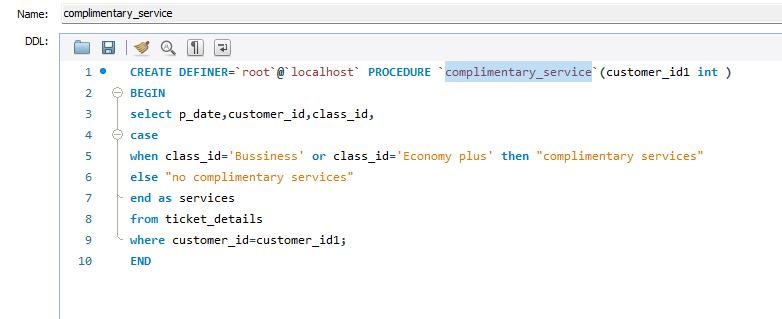 Name: complimentary_service
DDL:
1 CREATE DEFINER=`root`@`localhost` PROCEDURE `complimentary_service`(customer_id1 int )
2 BEGIN
3 select p_date,customer_id,class_id,
4 case
5 when class_id='Bussiness' or class_id='Economy plus' then "complimentary services"
6 else "no complimentary services"
7 end as services
8 from ticket_details
9 where customer_id=customer_id1;
10 END